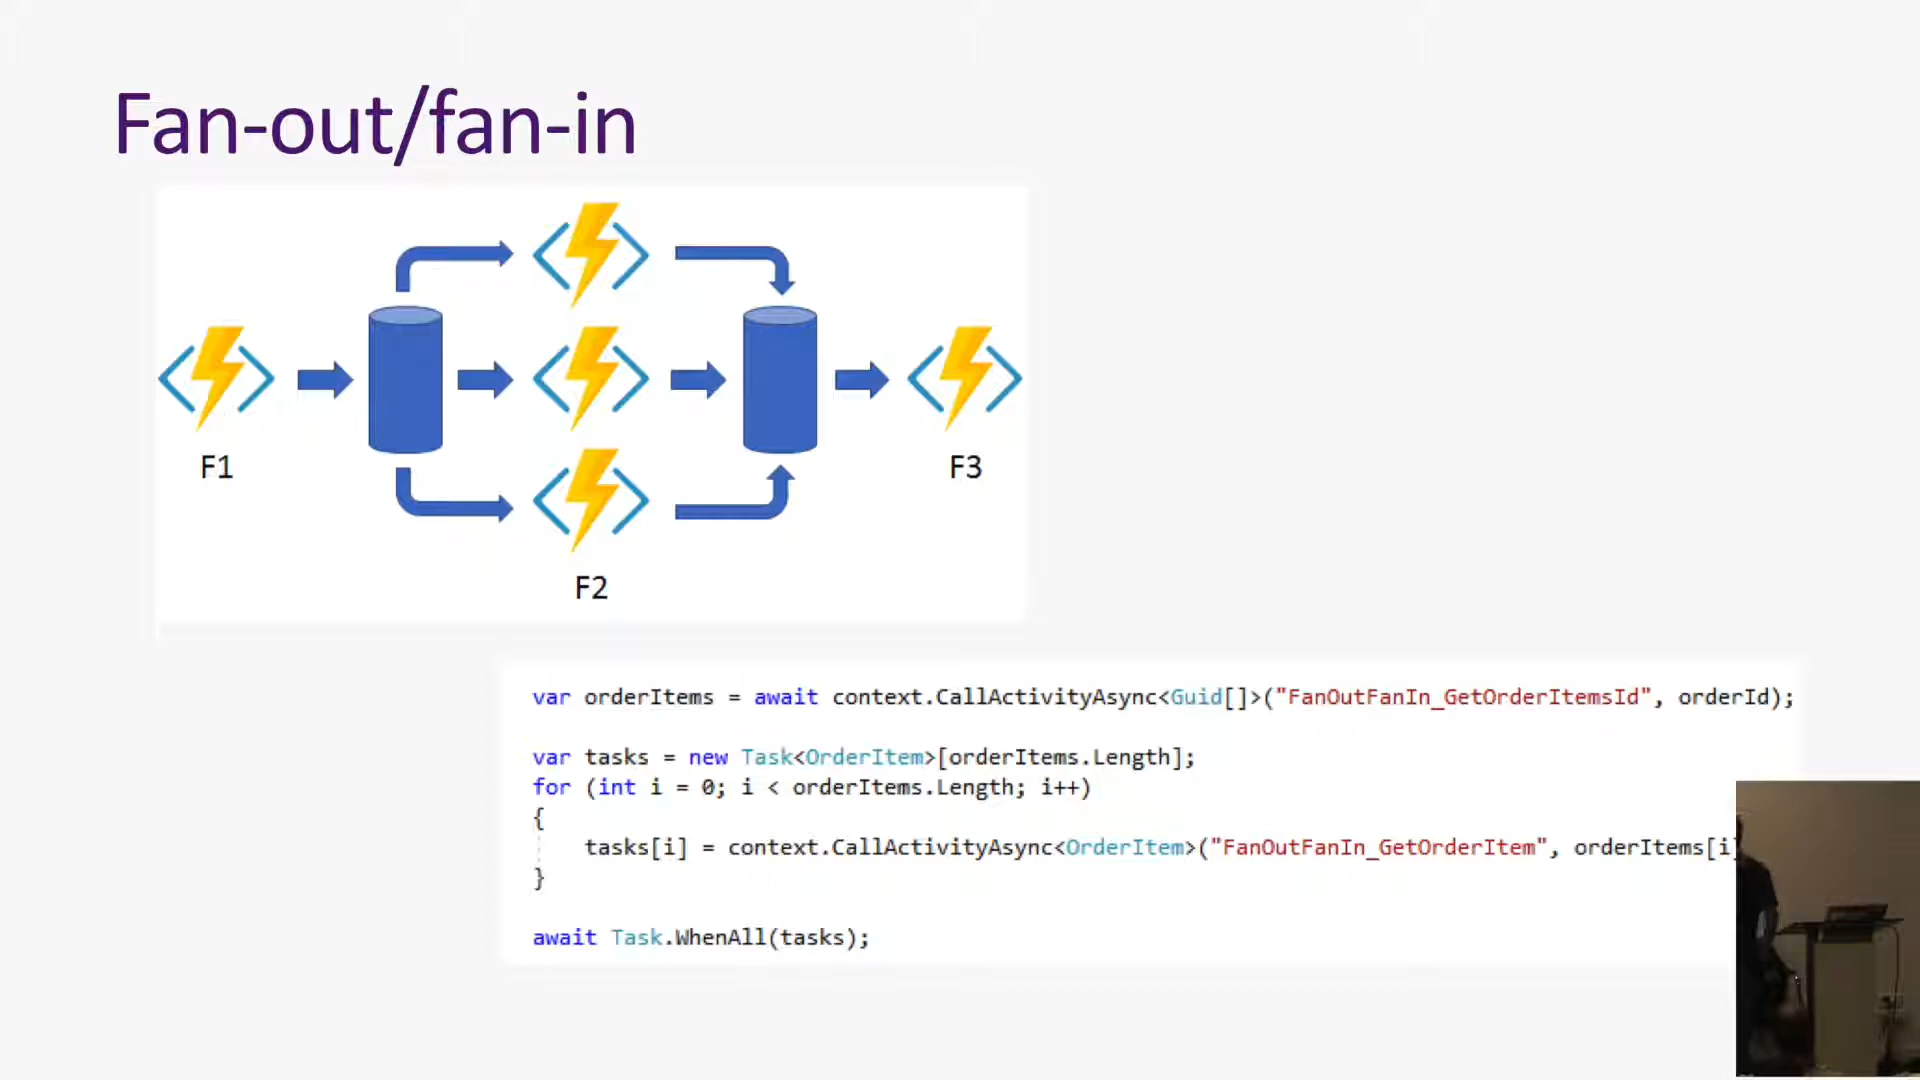 Fan-out/fan-in
F1
F2
F3
var orderItems = await context.CallActivityAsync<Guid[]>("FanOutFanIn_GetOrderItemsId", orderId);
var tasks = new Task<OrderItem>[orderItems.Length];
for (int i = 0; i < orderItems.Length; i++)
{
tasks[i] = context.CallActivityAsync<OrderItem>("FanOutFanIn_GetOrderItem", orderItems[i]
}
await Task.WhenAll(tasks);